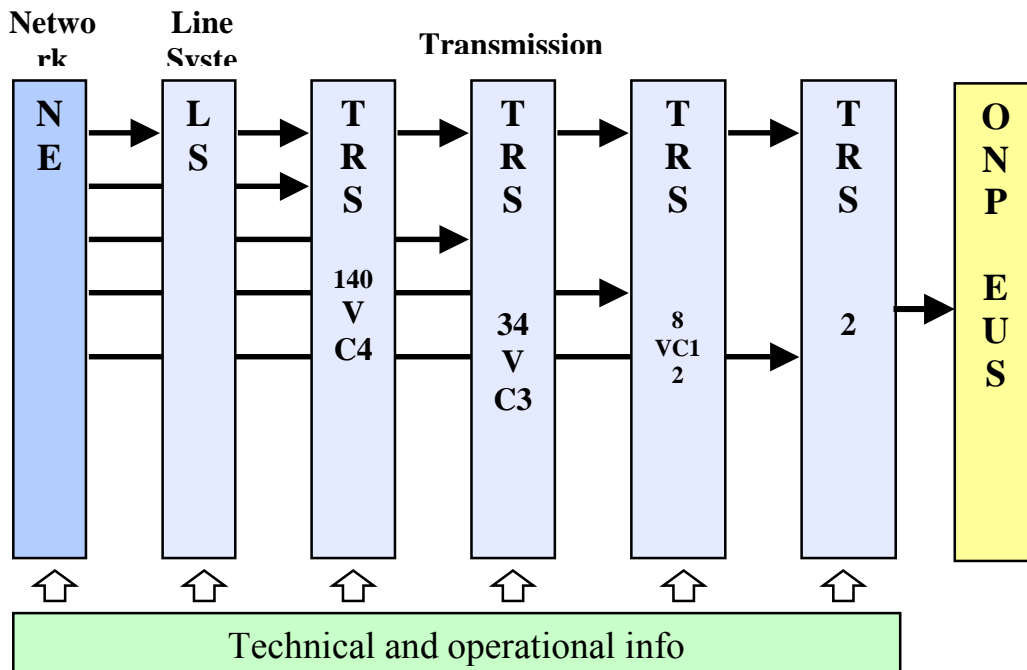 Netwo
rk
Line
Syste
Transmission
N
E
L
S
T
R
S
140
V
C4
T
R
S
34
V
C3
T
R
S
8
VC1
2
T
R
S
2
O
N
P
E
U
S
Technical and operational info